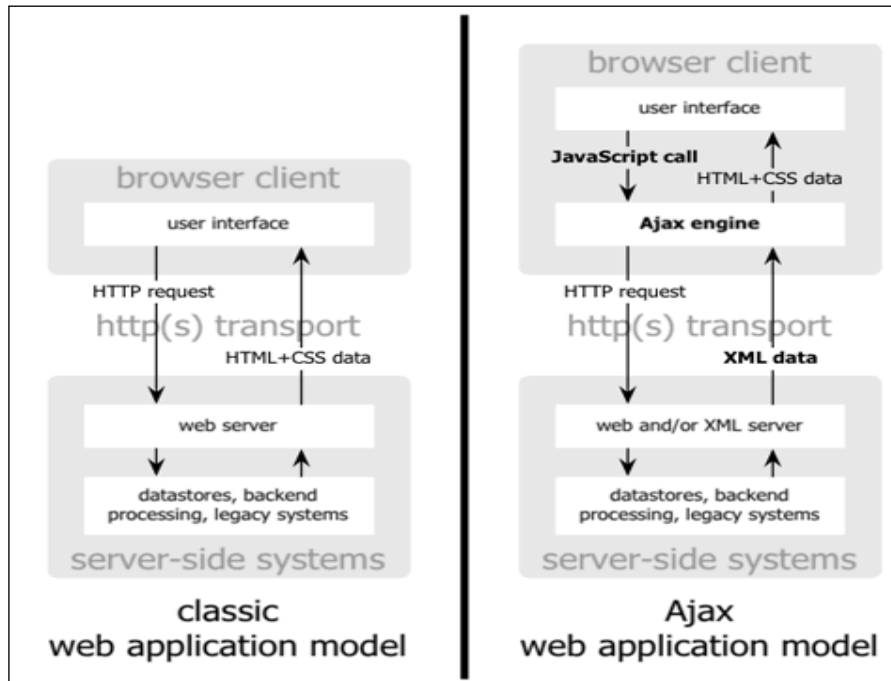 browser client
user interface
HTTP request
http(s) transport
HTML+CSS data
web server
datastores, backend
processing, legacy systems
server-side systems
classic
web application model
browser client
user interface
JavaScript call
HTML+CSS data
Ajax engine
HTTP request
http(s) transport
XML data
web and/or XML server
datastores, backend
processing, legacy systems
server-side systems
Ajax
web application model